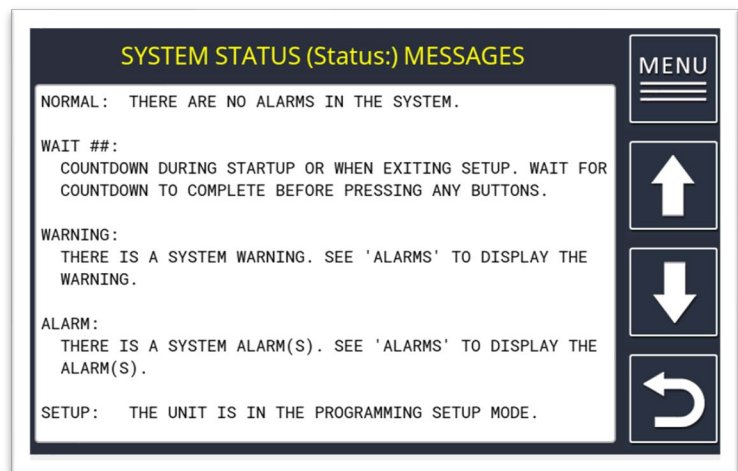 SYSTEM STATUS (Status:) MESSAGES
MENU
NORMAL: THERE ARE NO ALARMS IN THE SYSTEM.
WAIT ##:
COUNTDOWN DURING STARTUP OR WHEN EXITING SETUP. WAIT FOR
COUNTDOWN TO COMPLETE BEFORE PRESSING ANY BUTTONS.
WARNING:
THERE IS A SYSTEM WARNING. SEE 'ALARMS' TO DISPLAY THE
WARNING.
ALARM:
THERE IS A SYSTEM ALARM(S). SEE 'ALARMS' TO DISPLAY THE
ALARM(S).
SETUP: THE UNIT IS IN THE PROGRAMMING SETUP MODE.